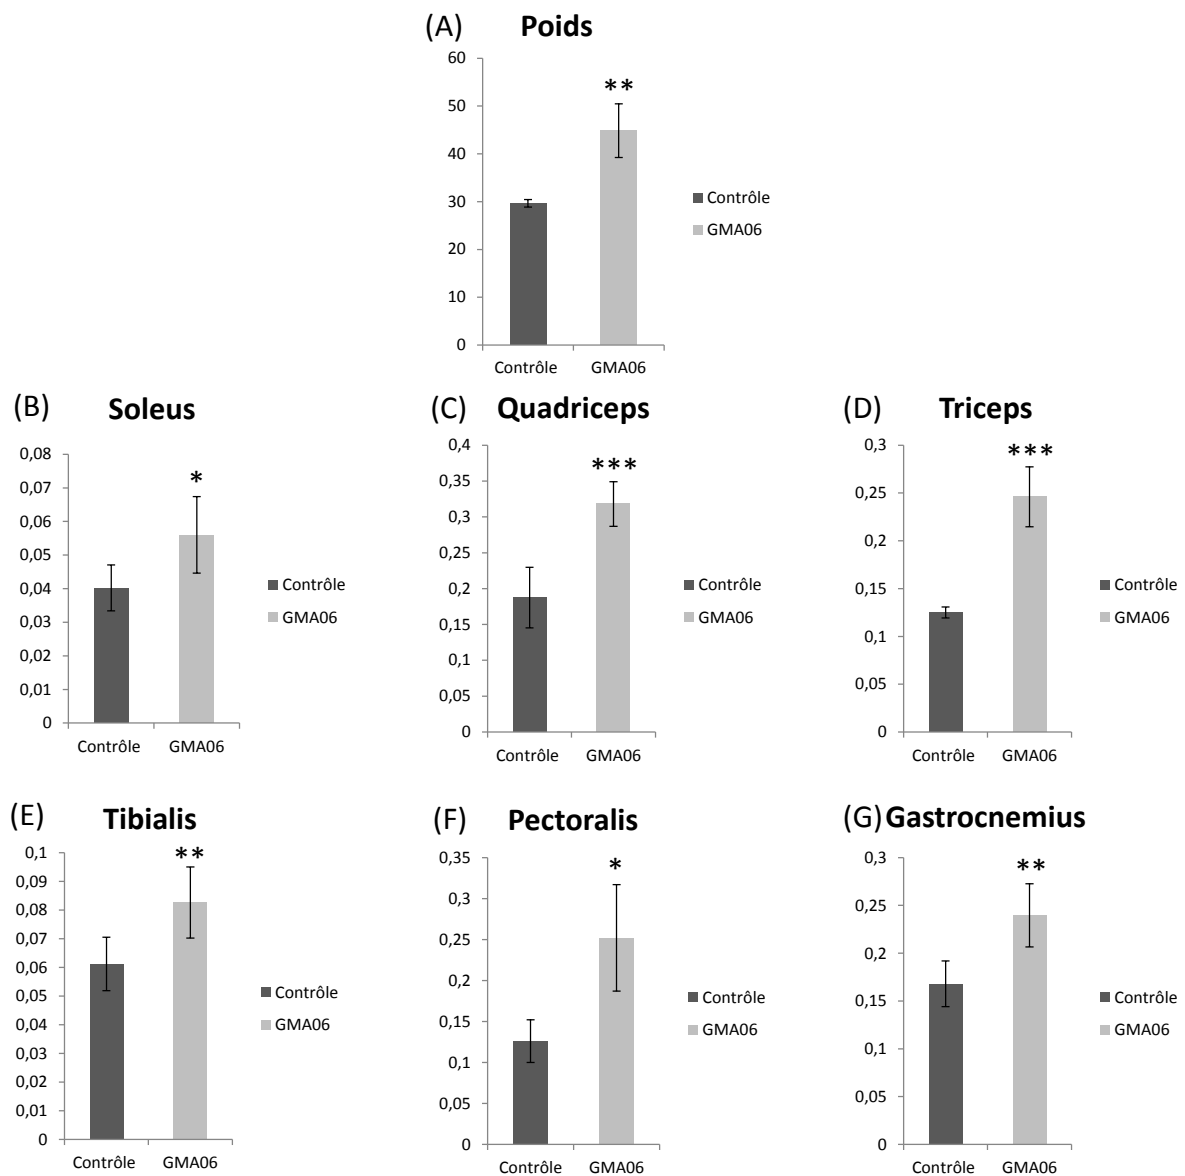 (A) Poids
60
50
40
30
20
10
0
**
Contrôle GMA06
Contrôle
GMA06
(B) Soleus
0,08
0,07
0,06
0,05
0,04
0,03
0,02
0,01
0
*
Contrôle GMA06
Contrôle
GMA06
(C) Quadriceps
0,4
0,35
0,3
0,25
0,2
0,15
0,1
0,05
0
***
Contrôle GMA06
Contrôle
GMA06
(D) Triceps
0,3
0,25
0,2
0,15
0,1
0,05
0
***
Contrôle GMA06
Contrôle
GMA06
(E) Tibialis
0,1
0,09
0,08
0,07
0,06
0,05
0,04
0,03
0,02
0,01
0
**
Contrôle GMA06
Contrôle
GMA06
(F) Pectoralis
0,35
0,3
0,25
0,2
0,15
0,1
0,05
0
*
Contrôle GMA06
Contrôle
GMA06
(G) Gastrocnemius
0,3
0,25
0,2
0,15
0,1
0,05
0
**
Contrôle GMA06
Contrôle
GMA06